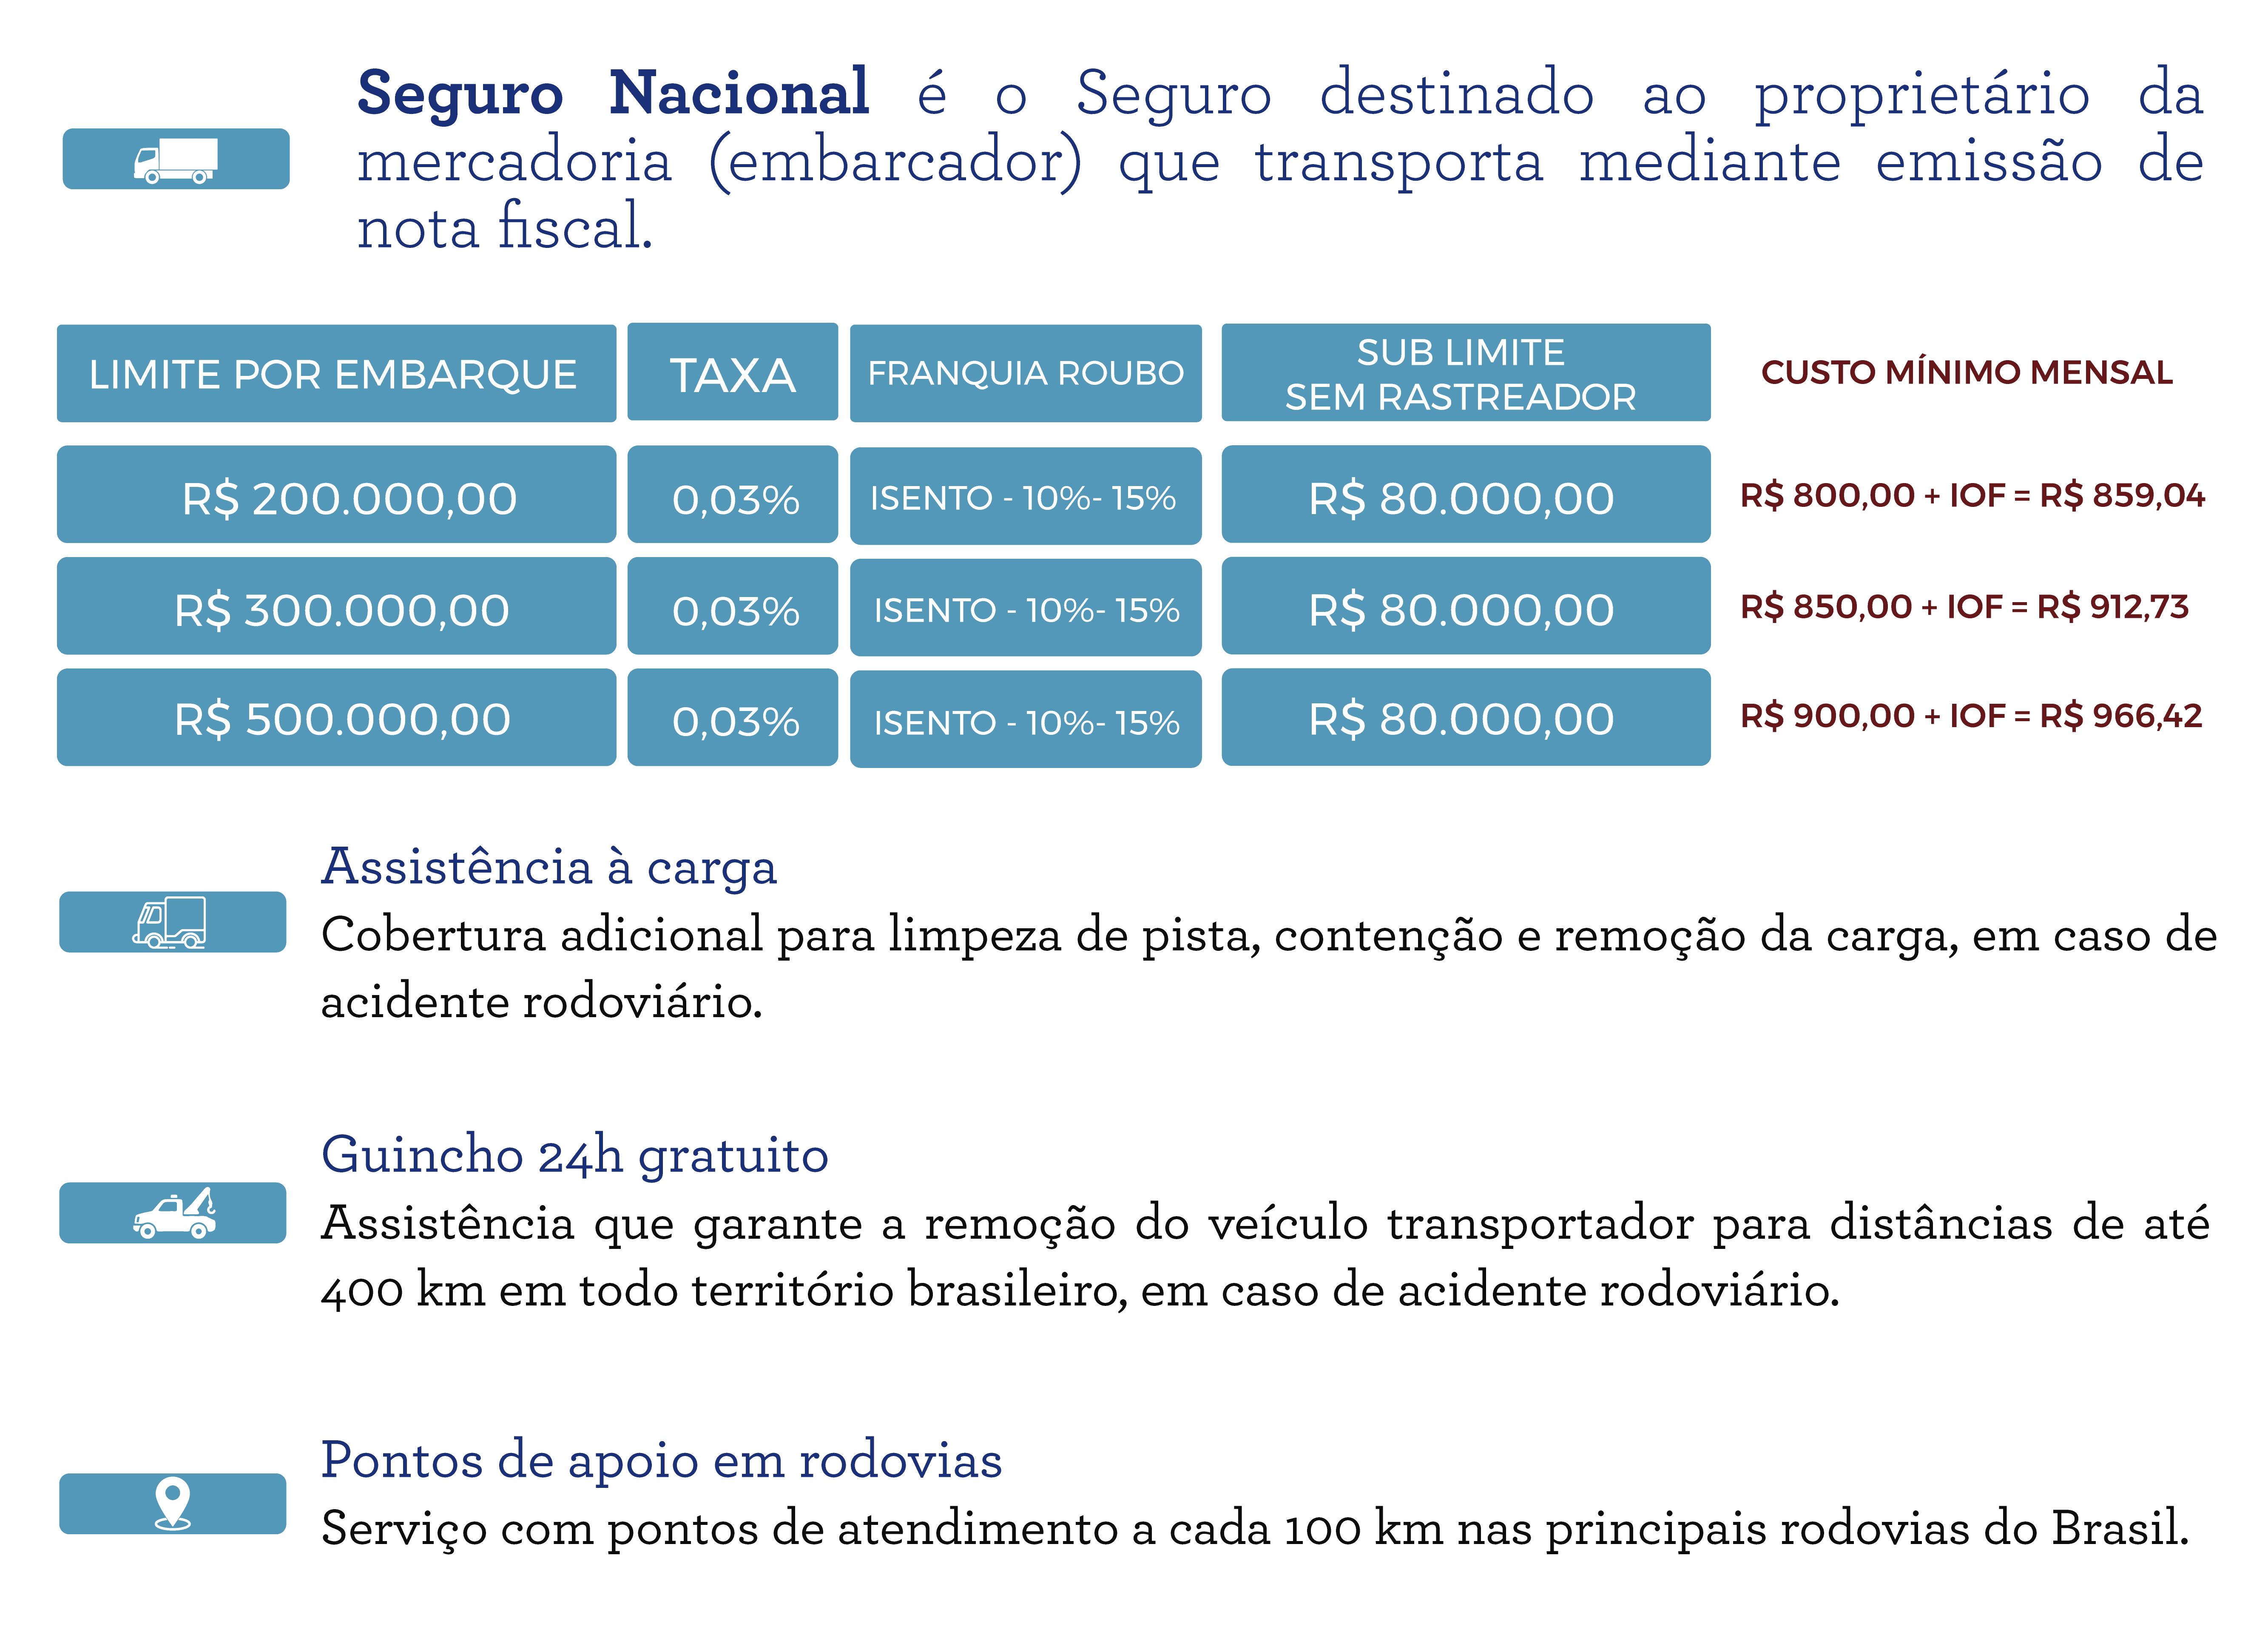 Seguro Nacional é o Seguro destinado ao proprietário da
mercadoria (embarcador) que transporta mediante emissão de
nota fiscal.
LIMITE POR EMBARQUE TAXA FRANQUIA ROUBO SUB LIMITE SEM RASTREADOR CUSTO MÍNIMO MENSAL
R$ 200.000,00 0,03% ISENTO - 10%- 15% R$ 80.000,00 R$ 800,00 + IOF = R$ 859,04
R$ 300.000,00 0,03% ISENTO - 10%- 15% R$ 80.000,00 R$ 850,00 + IOF = R$ 912,73
R$ 500.000,00 0,03% ISENTO - 10%- 15% R$ 80.000,00 R$ 900,00 + IOF = R$ 966,42
Assistência à carga
Cobertura adicional para limpeza de pista, contenção e remoção da carga, em caso de
acidente rodoviário.
Guincho 24h gratuito
Assistência que garante a remoção do veículo transportador para distâncias de até
400 km em todo território brasileiro, em caso de acidente rodoviário.
Pontos de apoio em rodovias
Serviço com pontos de atendimento a cada 100 km nas principais rodovias do Brasil.